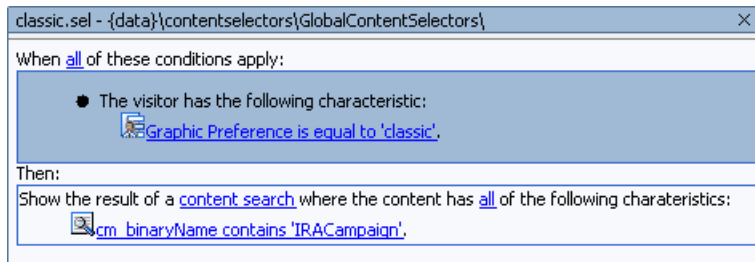 classic.sel - {data}\contentselectors\GlobalContentSelectors\
When all of these conditions apply:
The visitor has the following characteristic:
Graphic Preference is equal to 'classic'.
Then:
Show the result of a content search where the content has all of the following charateristics:
cm_binaryName contains 'IRACampaign'.